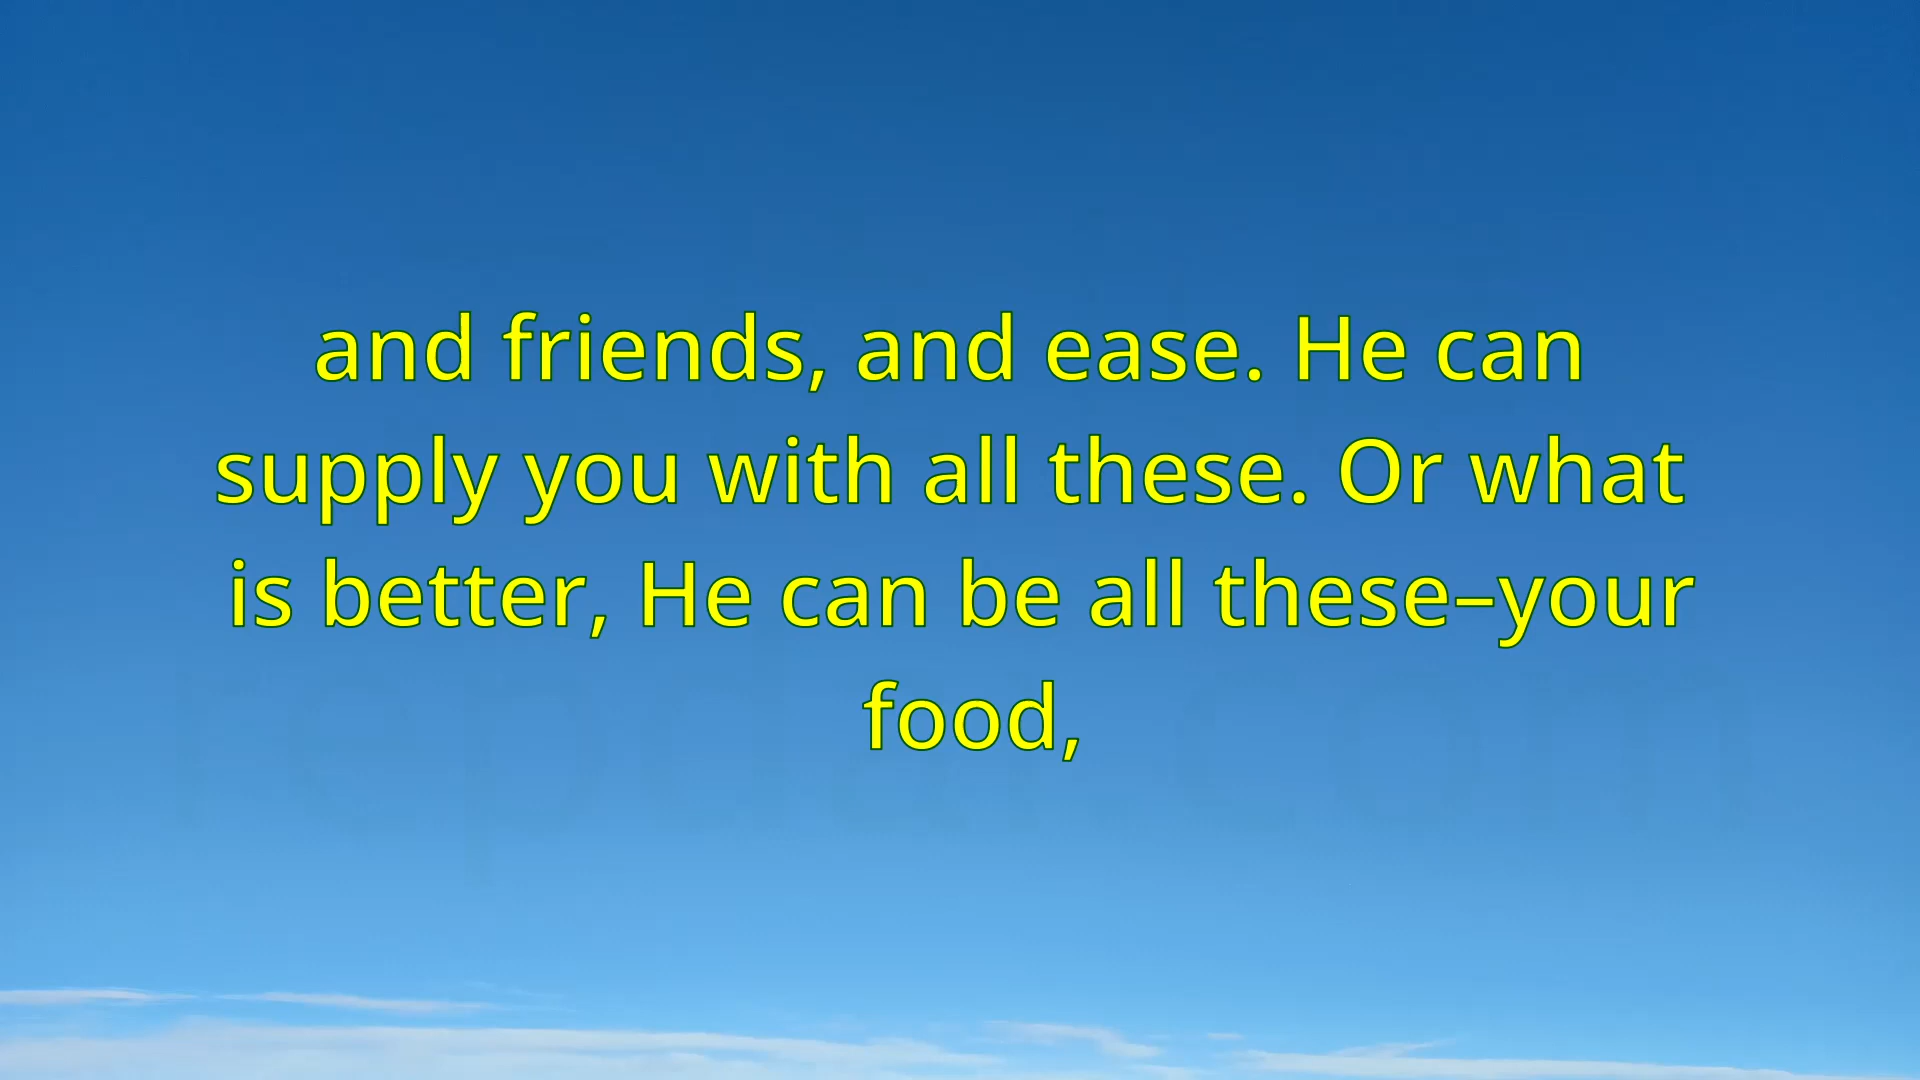 and friends, and ease. He can
supply you with all these. Or what
is better, He can be all these–your
food,